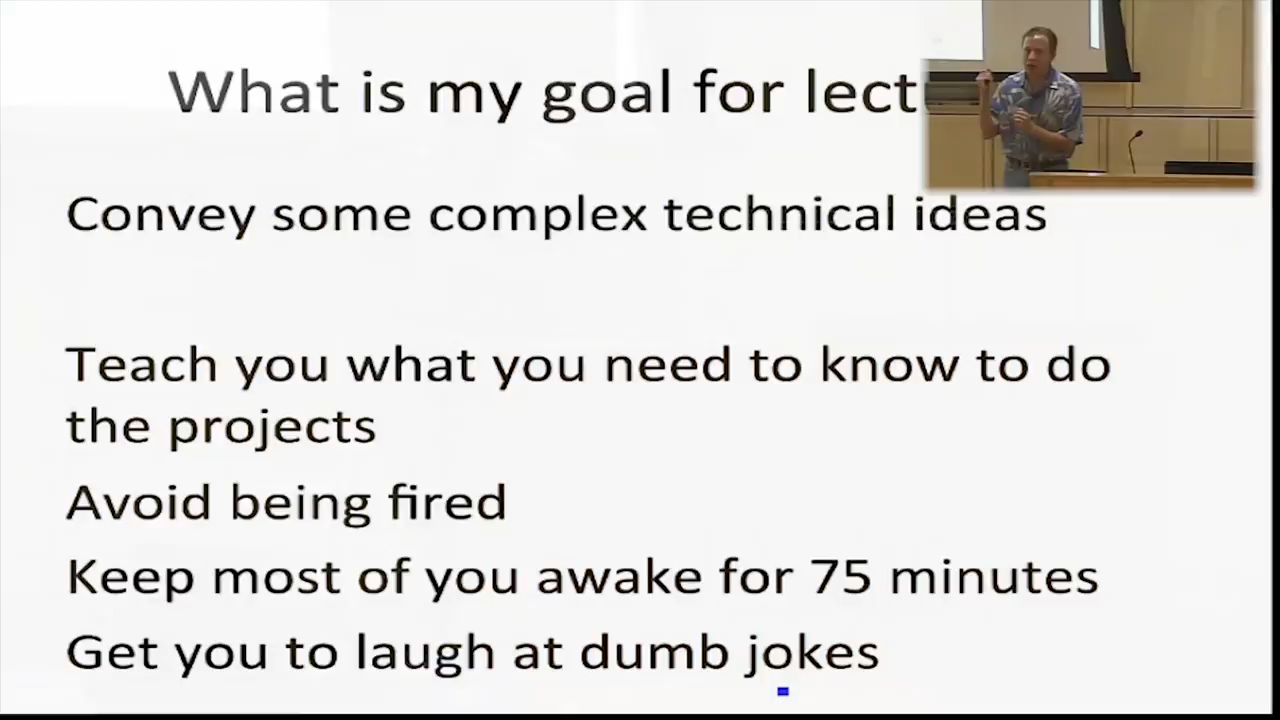 What is my goal for lect
Convey some complex technical ideas
Teach you what you need to know to do
the projects
Avoid being fired
Keep most of you awake for 75 minutes
Get you to laugh at dumb jokes